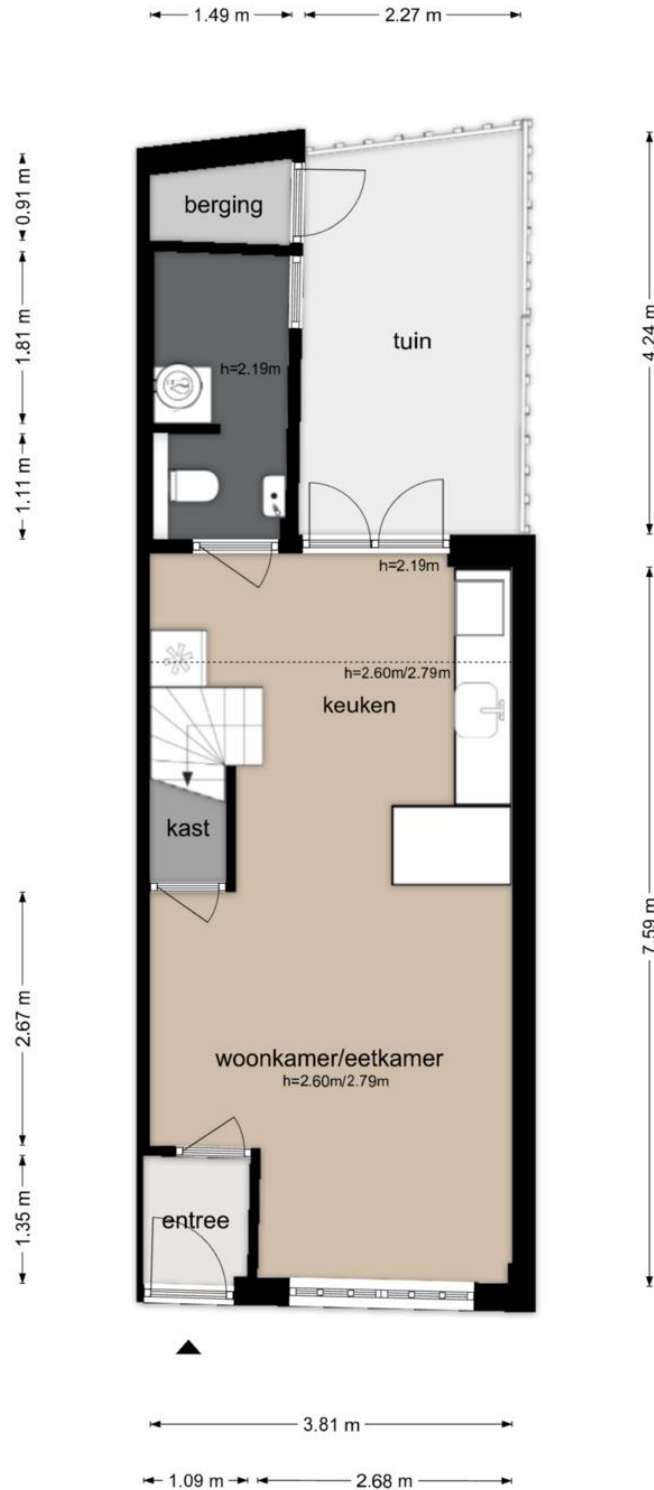 1.49 m
2.27 m
0.91 m
berging
1.81 m
4.24 m
tuin
h=2.19m
1.11 m
h=2.19m
h=2.60m/2.79m
keuken
kast
7.59 m
2.67 m
woonkamer/eetkamer
h=2.60m/2.79m
1.35 m
entree
3.81 m
1.09 m
2.68 m